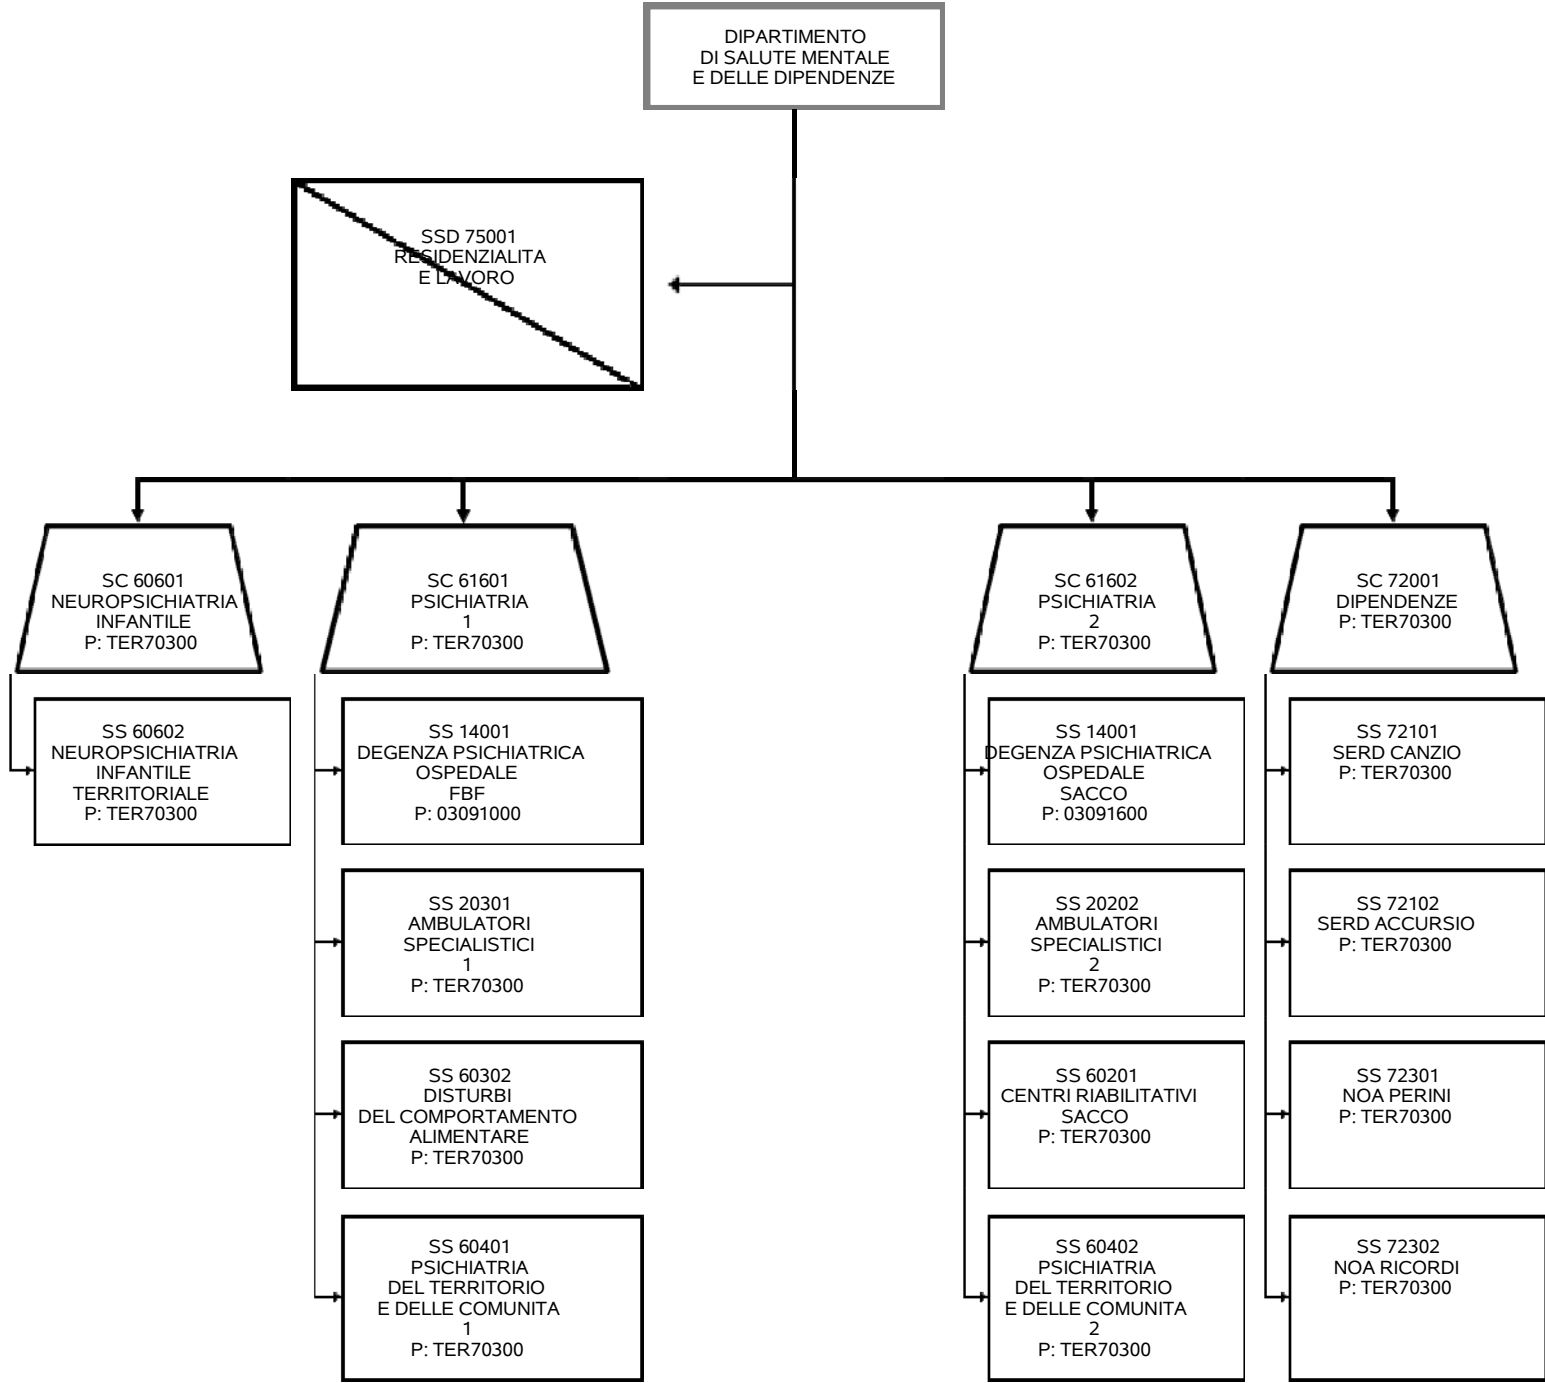 DIPARTIMENTO
DI SALUTE MENTALE
E DELLE DIPENDENZE
SSD 75001
RESIDENZIALITA
E LAVORO
SC 60601
NEUROPSICHIATRIA
INFANTILE
P: TER70300
SC 61601
PSICHIATRIA
1
P: TER70300
SC 61602
PSICHIATRIA
2
P: TER70300
SC 72001
DIPENDENZE
P: TER70300
SS 60602
NEUROPSICHIATRIA
INFANTILE
TERRITORIALE
P: TER70300
SS 14001
DEGENZA PSICHIATRICA
OSPEDALE
FBF
P: 03091000
SS 14001
DEGENZA PSICHIATRICA
OSPEDALE
SACCO
P: 03091600
SS 72101
SERD CANZIO
P: TER70300
SS 20301
AMBULATORI
SPECIALISTICI
1
P: TER70300
SS 20202
AMBULATORI
SPECIALISTICI
2
P: TER70300
SS 72102
SERD ACCURSIO
P: TER70300
SS 60302
DISTURBI
DEL COMPORTAMENTO
ALIMENTARE
P: TER70300
SS 60201
CENTRI RIABILITATIVI
SACCO
P: TER70300
SS 72301
NOA PERINI
P: TER70300
SS 60401
PSICHIATRIA
DEL TERRITORIO
E DELLE COMUNITA
1
P: TER70300
SS 60402
PSICHIATRIA
DEL TERRITORIO
E DELLE COMUNITA
2
P: TER70300
SS 72302
NOA RICORDI
P: TER70300